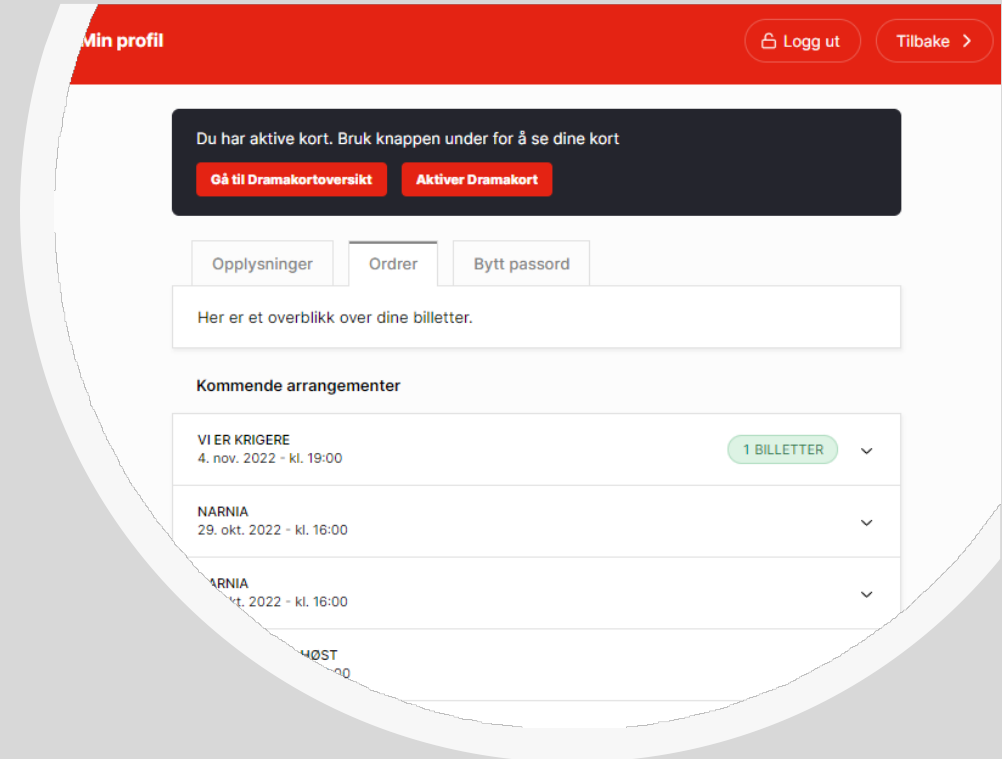 Min profil
Logg ut
Tilbake
Du har aktive kort. Bruk knappen under for å se dine kort
Gå til Dramakortoversikt
Aktiver Dramakort
Opplysninger
Ordrer
Bytt passord
Her er et overblikk over dine billetter.
Kommende arrangementer
VI ER KRIGERE
4. nov. 2022 - kl. 19:00
1 BILLETTER
NARNIA
29. okt. 2022 - kl. 16:00
ARNIA
kt. 2022 - kl. 16:00
HØST